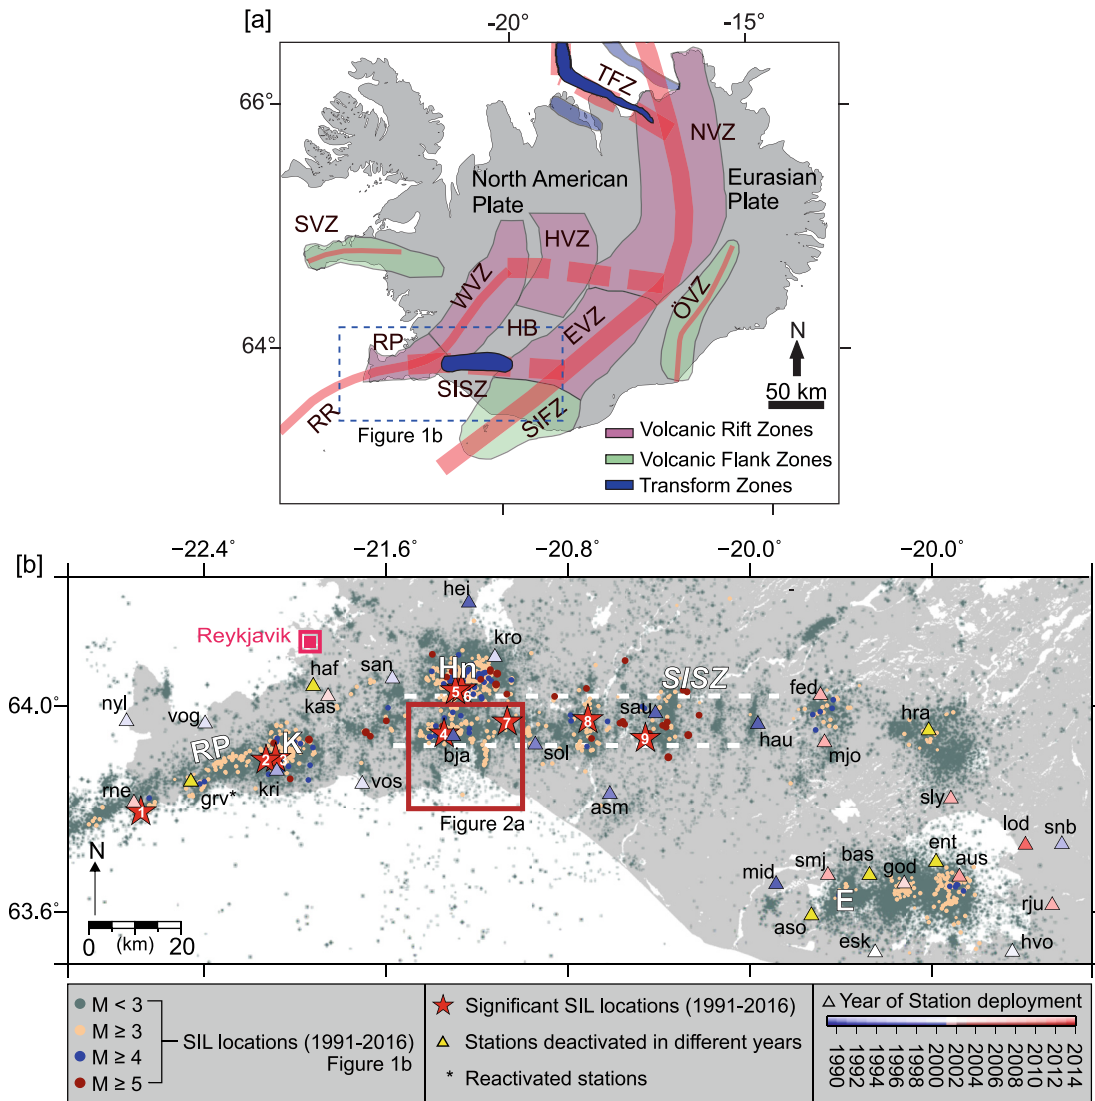 [a]
-20°
-15°
66°
64°
TFZ
NVZ
North American
Plate
Eurasian
Plate
SVZ
HVZ
WVZ
ÖVZ
HB
EVZ
RP
SISZ
RR
SIFZ
Figure 1b
N
50 km
Volcanic Rift Zones
Volcanic Flank Zones
Transform Zones
[b]
−22.4°
−21.6°
−20.8°
−20.0°
−20.0°
64.0°
63.6°
hej
Reykjavik
kro
haf
san
Hn
kas
SISZ
fed
nyl
vog
5
6
7
8
sau
hra
RP
K
4
9
hau
2
3
bja
sol
mjo
rne
grv*
kri
vos
1
asm
sly
Figure 2a
lod
snb
N
smj
bas
god
ent
aus
mid
E
rju
aso
esk
hvo
0
(km)
20
M < 3
M ≥ 3
M ≥ 4
M ≥ 5
SIL locations (1991-2016)
Figure 1b
Significant SIL locations (1991-2016)
Stations deactivated in different years
* Reactivated stations
Year of Station deployment
1990
1992
1994
1996
1998
2000
2002
2004
2006
2008
2010
2012
2014